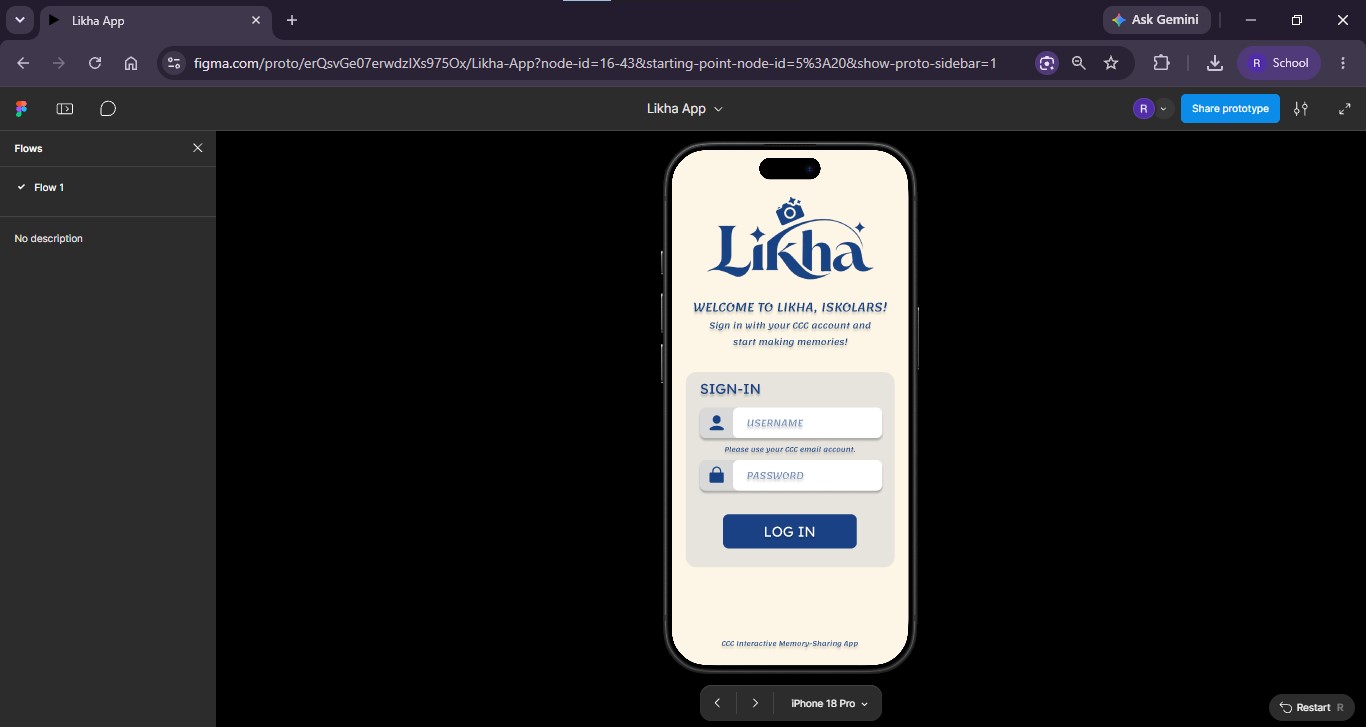 Likha App
Ask Gemini
figma.com/proto/erQsvGe07erwdzIXs975Ox/Likha-App?node-id=16-43&starting-point-node-id=5%3A20&show-proto-sidebar=1
R School
Likha App
R
Share prototype
Flows
Flow 1
No description
Likha
WELCOME TO LIKHA, ISKOLARS!
Sign in with your CCC account and
start making memories!
SIGN-IN
USERNAME
Please use your CCC email account.
PASSWORD
LOG IN
CCC Interactive Memory-Sharing App
iPhone 18 Pro
Restart R